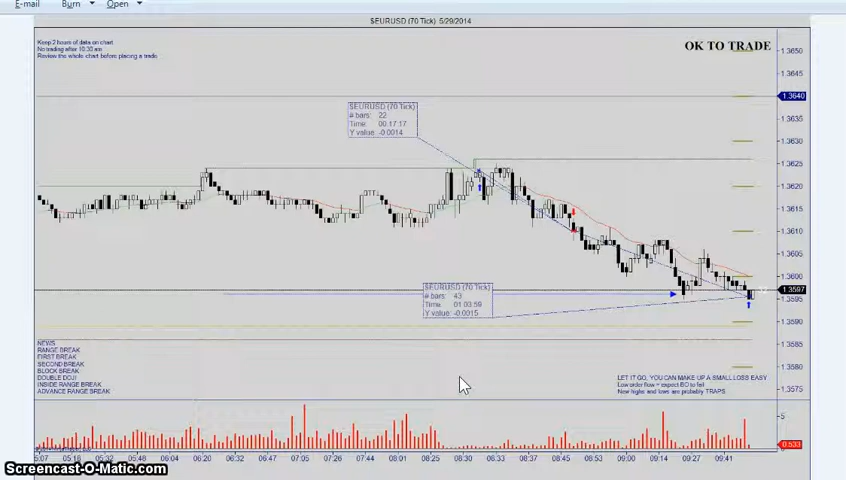 E-mail Burn Open
$EURUSD (70 Tick) 5/29/2014
Keep 2 hours of data on chart
No trading after 10:30 am
Review the whole chart before placing a trade
OK TO TRADE
1.3650
1.3645
1.3640
1.3635
1.3630
1.3625
1.3620
1.3615
1.3610
1.3605
1.3600
1.3597
1.3595
1.3590
1.3585
1.3580
1.3575
$EURUSD (70 Tick)
# bars: 22
Time: 00:17:17
Y value: -0.0014
$EURUSD (70 Tick)
# bars: 43
Time: 01:03:59
Y value: -0.0015
NEWS
RANGE BREAK
FIRST BREAK
SECOND BREAK
BLOCK BREAK
DOUBLE DOJI
INSIDE RANGE BREAK
ADVANCE RANGE BREAK
LET IT GO, YOU CAN MAKE UP A SMALL LOSS EASY
Low order flow = expect BO to fail
New highs and lows are probably TRAPS
5
0.533
5:07 05:16 05:28 05:42 06:04 06:20 06:32 06:47 07:05 07:25 07:44 08:01 08:25 08:30 08:35 08:38 08:45 08:52 09:00 09:14 09:27 09:41
Screencast-O-Matic.com